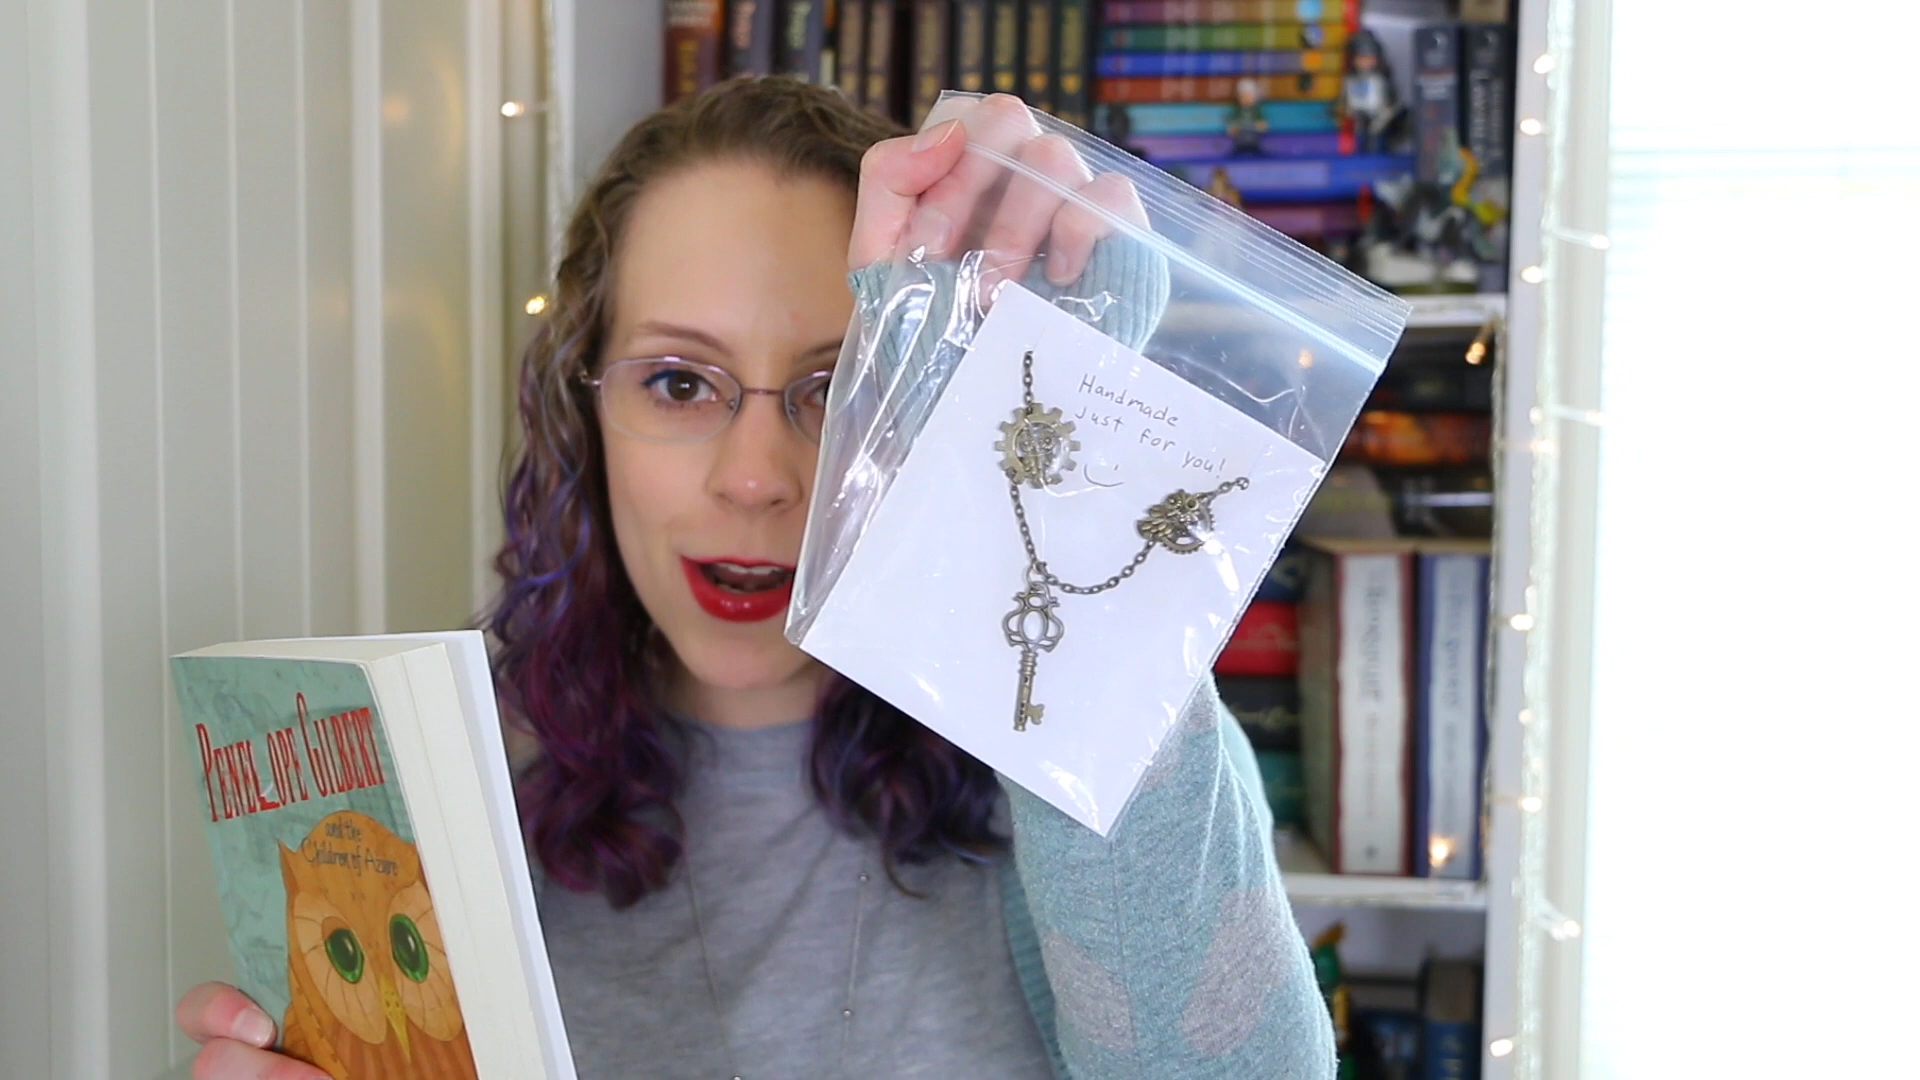 Handmade
just for you!
PENELOPE GILBERT
and the
Children of Azure